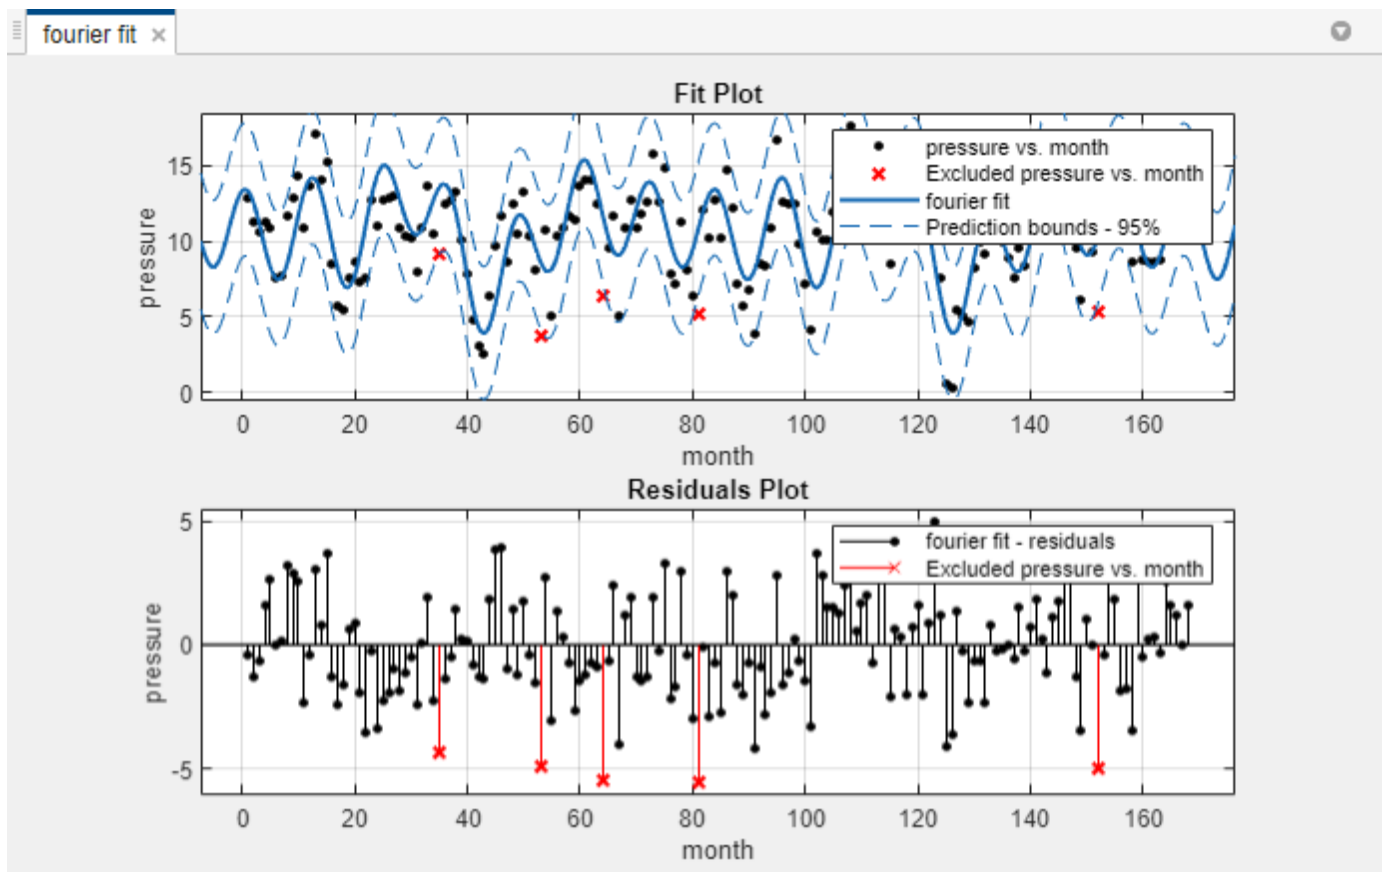 fourier fit
Fit Plot
pressure
15
10
5
0
pressure vs. month
Excluded pressure vs. month
fourier fit
Prediction bounds - 95%
0 20 40 60 80 100 120 140 160
month
Residuals Plot
pressure
5
0
-5
fourier fit - residuals
Excluded pressure vs. month
0 20 40 60 80 100 120 140 160
month